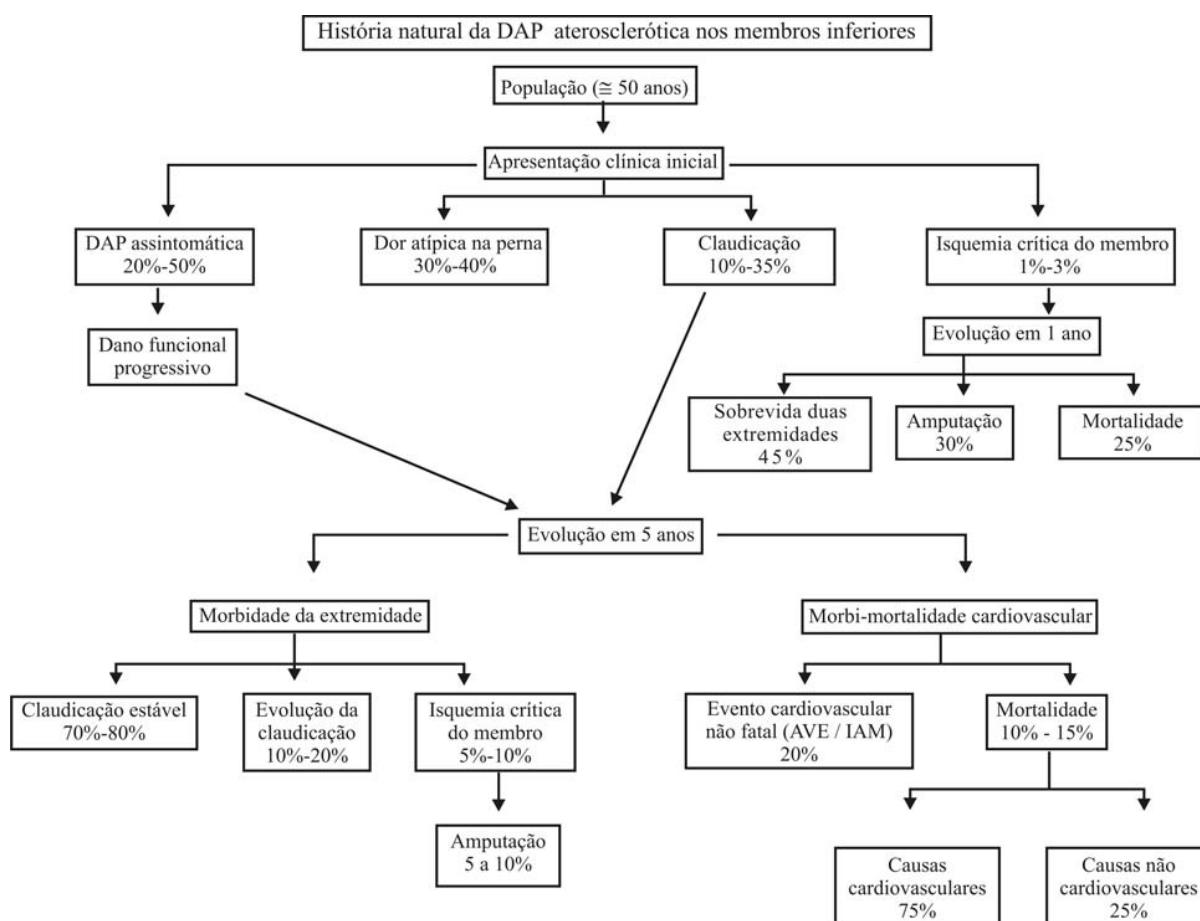 História natural da DAP aterosclerótica nos membros inferiores
População (≅ 50 anos)
Apresentação clínica inicial
DAP assintomática
20%-50%
Dor atípica na perna
30%-40%
Claudicação
10%-35%
Isquemia crítica do membro
1%-3%
Dano funcional
progressivo
Evolução em 1 ano
Sobrevida duas
extremidades
45%
Amputação
30%
Mortalidade
25%
Evolução em 5 anos
Morbidade da extremidade
Morbi-mortalidade cardiovascular
Claudicação estável
70%-80%
Evolução da
claudicação
10%-20%
Isquemia crítica
do membro
5%-10%
Evento cardiovascular
não fatal (AVE / IAM)
20%
Mortalidade
10% - 15%
Amputação
5 a 10%
Causas
cardiovasculares
75%
Causas não
cardiovasculares
25%